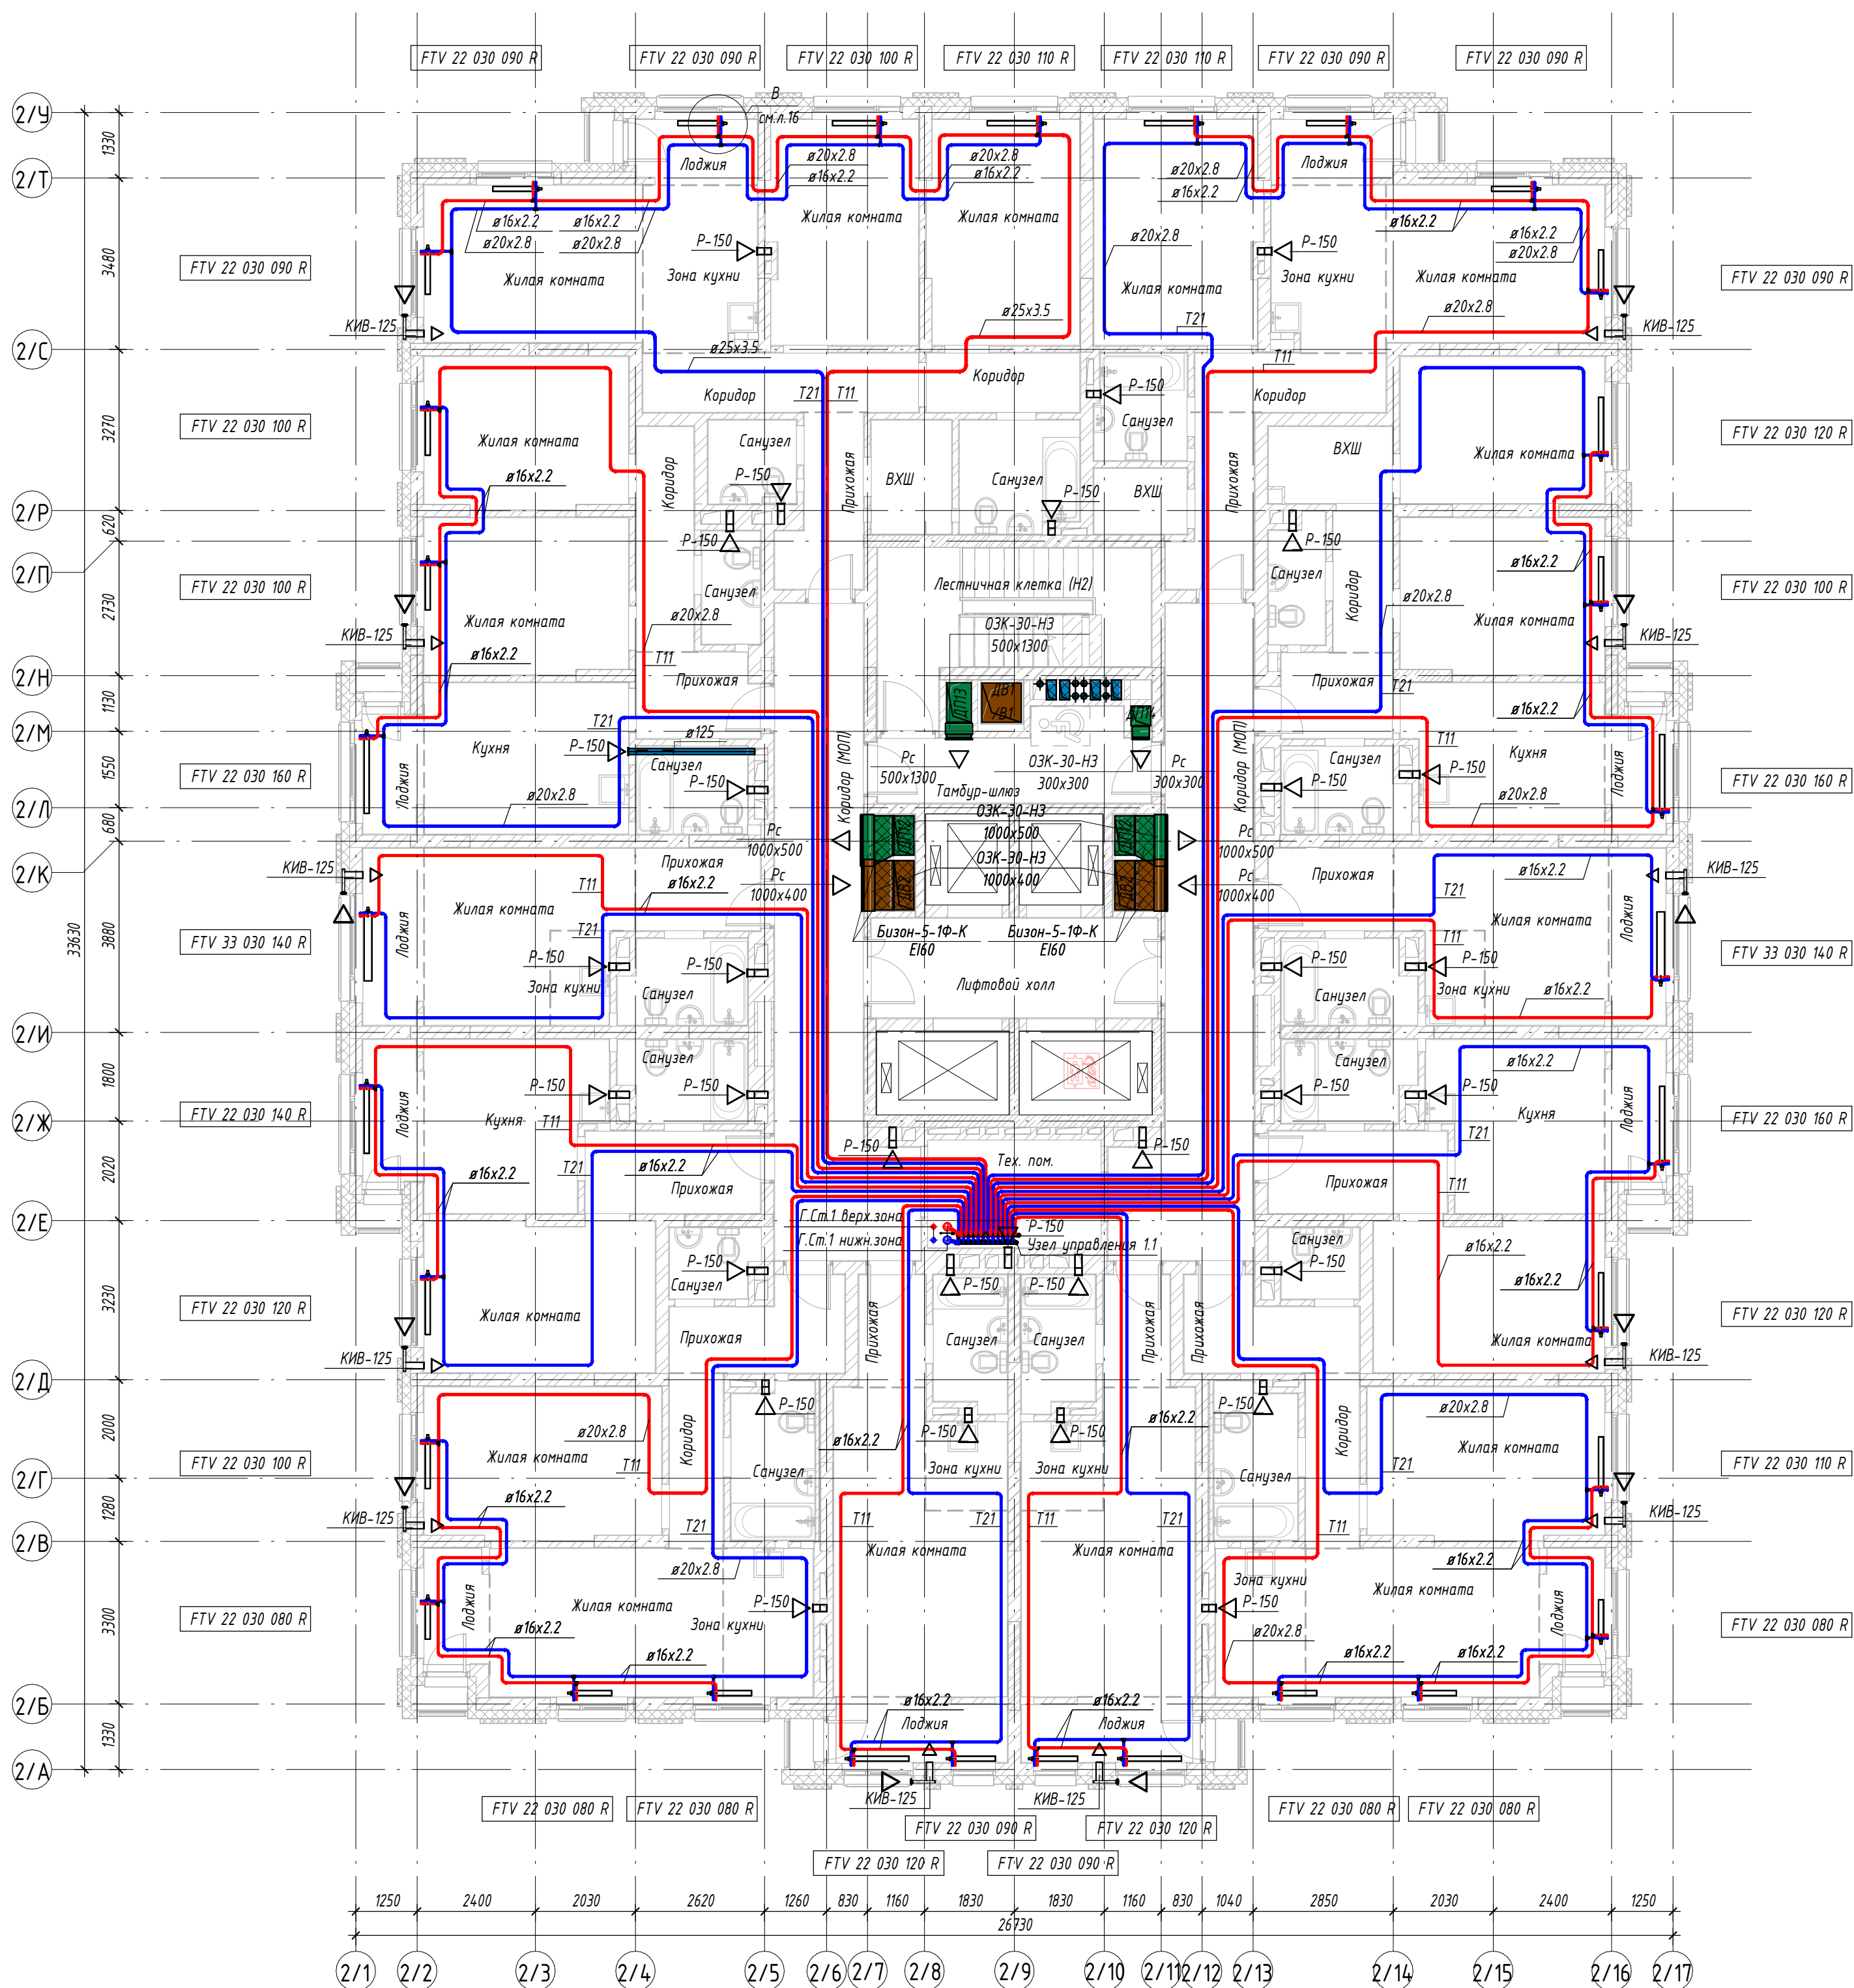 FTV 22 030 090 R
FTV 22 030 090 R
FTV 22 030 100 R
FTV 22 030 110 R
FTV 22 030 110 R
FTV 22 030 090 R
FTV 22 030 090 R
2/У
В
см.л.16
1330
Лоджия
ø20x2.8
ø16x2.2
ø20x2.8
ø16x2.2
ø20x2.8
ø16x2.2
Лоджия
2/Т
ø16x2.2
ø16x2.2
ø20x2.8
ø20x2.8
Жилая комната
Жилая комната
ø16x2.2
ø16x2.2
ø20x2.8
3480
P-150
ø20x2.8
P-150
FTV 22 030 090 R
Жилая комната
Зона кухни
Жилая комната
Зона кухни
Жилая комната
FTV 22 030 090 R
КИВ-125
ø25x3.5
T21
ø20x2.8
КИВ-125
2/С
ø25x3.5
T11
Коридор
3270
Коридор
T21
T11
P-150
Коридор
FTV 22 030 100 R
Жилая комната
Санузел
Санузел
ВХШ
Жилая комната
FTV 22 030 120 R
Коридор
P-150
Прихожая
ВХШ
Санузел
P-150
ВХШ
Прихожая
ø16x2.2
2/Р
620
P-150
P-150
2/П
ø16x2.2
FTV 22 030 100 R
2730
Жилая комната
Санузел
Лестничная клетка (Н2)
Санузел
Коридор
ø20x2.8
Жилая комната
FTV 22 030 100 R
КИВ-125
ø20x2.8
ОЗК-30-НЗ
500x1300
КИВ-125
ø16x2.2
T11
2/Н
Прихожая
Прихожая
T21
1130
ДП13
ДВ1
УВ1
ДП14
ø16x2.2
2/М
T21
ø125
Коридор (МОП)
Коридор (МОП)
T11
Кухня
P-150
Санузел
Pc
500x1300
ОЗК-30-НЗ
300x300
Pc
300x300
Санузел
P-150
Кухня
1550
FTV 22 030 160 R
Лоджия
P-150
P-150
Лоджия
FTV 22 030 160 R
2/Л
ø20x2.8
Тамбур-шлюз
ОЗК-30-НЗ
1000x500
ø20x2.8
680
Pc
1000x500
Pc
1000x500
2/К
КИВ-125
Прихожая
ø16x2.2
T11
ОЗК-30-НЗ
1000x400
Pc
1000x400
ДВ2
ДВ2
Pc
1000x400
Прихожая
T21
ø16x2.2
КИВ-125
33630
3880
Жилая комната
Жилая комната
FTV 33 030 140 R
Лоджия
T21
Бизон-5-1Ф-К
EI60
Бизон-5-1Ф-К
EI60
T11
Лоджия
FTV 33 030 140 R
P-150
P-150
P-150
P-150
Зона кухни
Санузел
Лифтовой холл
Санузел
Зона кухни
ø16x2.2
2/И
Санузел
Санузел
ø16x2.2
1800
P-150
P-150
P-150
P-150
FTV 22 030 140 R
Лоджия
Кухня
T11
Кухня
Лоджия
FTV 22 030 160 R
2/Ж
P-150
P-150
T21
2020
T21
ø16x2.2
Тех. пом.
ø16x2.2
Прихожая
Прихожая
T11
2/Е
Г.Ст.1 верх.зона
P-150
Санузел
Г.Ст.1 нижн.зона
Узел управления 1.1
ø16x2.2
P-150
P-150
Санузел
P-150
P-150
ø16x2.2
3230
FTV 22 030 120 R
Жилая комната
Прихожая
Прихожая
Санузел
Санузел
Прихожая
Прихожая
Жилая комната
FTV 22 030 120 R
КИВ-125
КИВ-125
2/Д
P-150
P-150
ø20x2.8
2000
ø20x2.8
Коридор
ø16x2.2
P-150
P-150
ø16x2.2
Коридор
FTV 22 030 100 R
Жилая комната
T11
Санузел
Зона кухни
Зона кухни
Санузел
T21
Жилая комната
FTV 22 030 110 R
2/Г
1280
ø16x2.2
КИВ-125
T21
T11
T21
T11
T21
T11
КИВ-125
2/В
Жилая комната
Жилая комната
ø16x2.2
ø20x2.8
3300
FTV 22 030 080 R
Лоджия
Жилая комната
P-150
Зона кухни
Зона кухни
P-150
Жилая комната
Лоджия
FTV 22 030 080 R
ø16x2.2
ø20x2.8
ø16x2.2
ø16x2.2
ø16x2.2
2/Б
ø16x2.2
ø16x2.2
1330
Лоджия
Лоджия
2/А
КИВ-125
КИВ-125
FTV 22 030 080 R
FTV 22 030 080 R
FTV 22 030 090 R
FTV 22 030 120 R
FTV 22 030 080 R
FTV 22 030 080 R
FTV 22 030 120 R
FTV 22 030 090 R
1250
2400
2030
2620
1260
830
1160
1830
1830
1160
830
1040
2850
2030
2400
1250
26730
2/1
2/2
2/3
2/4
2/5
2/6
2/7
2/8
2/9
2/10
2/11
2/12
2/13
2/14
2/15
2/16
2/17